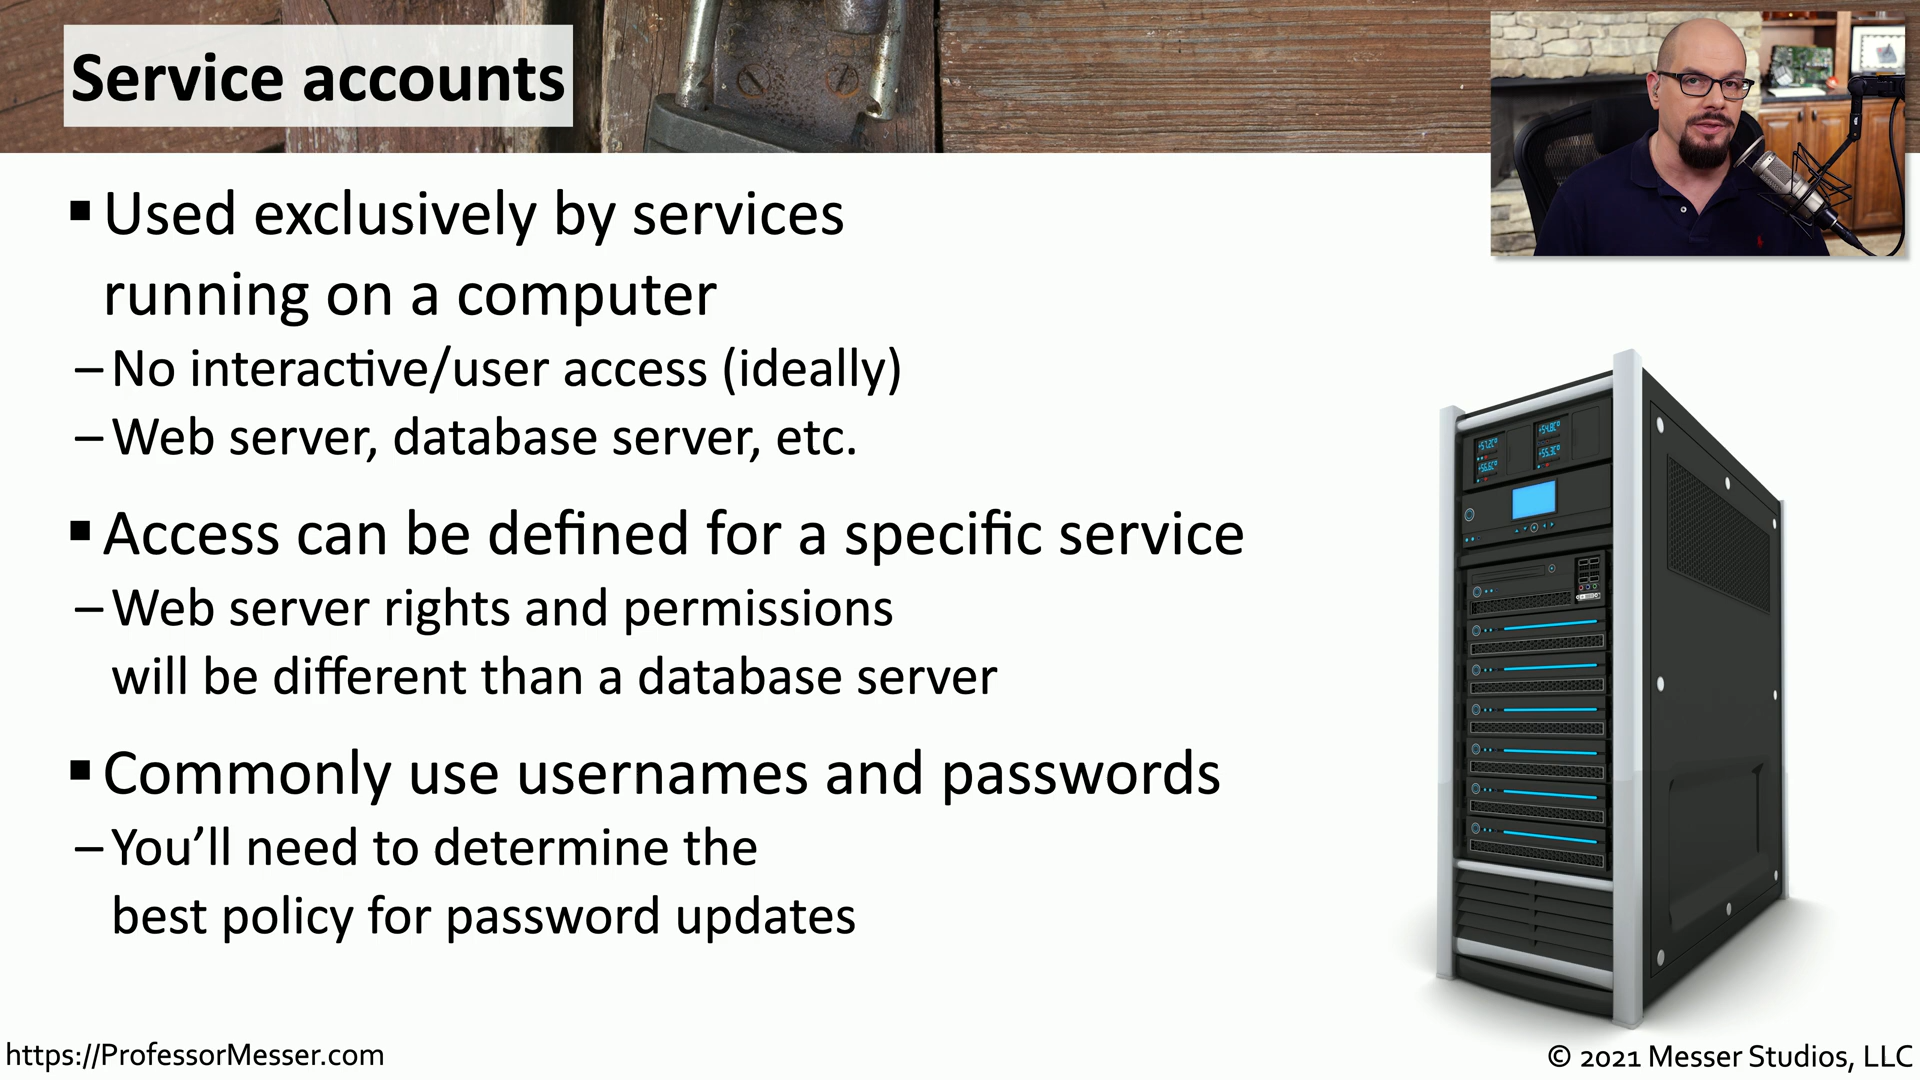 Service accounts
▪ Used exclusively by services
running on a computer
– No interactive/user access (ideally)
– Web server, database server, etc.
▪ Access can be defined for a specific service
– Web server rights and permissions
will be different than a database server
▪ Commonly use usernames and passwords
– You’ll need to determine the
best policy for password updates
https://ProfessorMesser.com
© 2021 Messer Studios, LLC